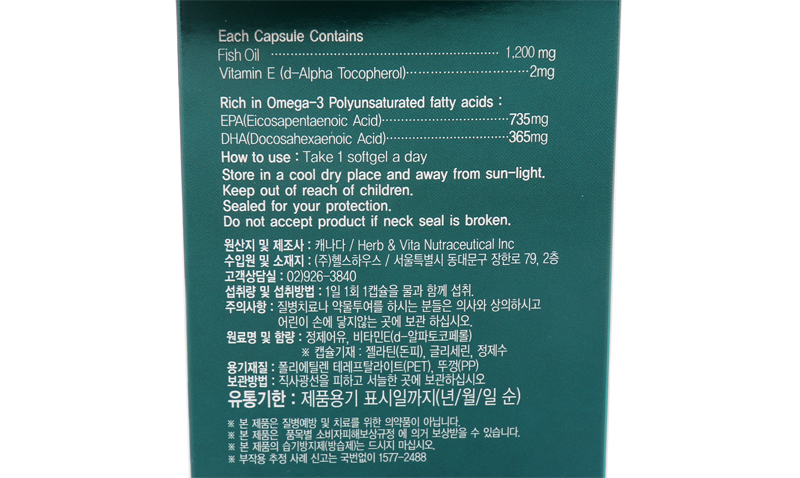 Each Capsule Contains
Fish Oil ······································ 1,200 mg
Vitamin E (d-Alpha Tocopherol)···························2mg
Rich in Omega-3 Polyunsaturated fatty acids :
EPA(Eicosapentaenoic Acid)······························735mg
DHA(Docosahexaenoic Acid)·····························365mg
How to use : Take 1 softgel a day
Store in a cool dry place and away from sun-light.
Keep out of reach of children.
Sealed for your protection.
Do not accept product if neck seal is broken.
원산지 및 제조사 : 캐나다 / Herb & Vita Nutraceutical Inc
수입원 및 소재지 : (주)헬스하우스 / 서울특별시 동대문구 장한로 79, 2층
고객상담실 : 02)926-3840
섭취량 및 섭취방법 : 1일 1회 1캡슐을 물과 함께 섭취.
주의사항 : 질병치료나 약물투여를 하시는 분들은 의사와 상의하시고
어린이 손에 닿지않는 곳에 보관 하십시오.
원료명 및 함량 : 정제어유, 비타민E(d-알파토코페롤)
※ 캡슐기재 : 젤라틴(돈피), 글리세린, 정제수
용기재질 : 폴리에틸렌 테레프탈라이트(PET), 뚜껑(PP)
보관방법 : 직사광선을 피하고 서늘한 곳에 보관하십시오
유통기한 : 제품용기 표시일까지(년/월/일 순)
※ 본 제품은 질병예방 및 치료를 위한 의약품이 아닙니다.
※ 본 제품은 품목별 소비자피해보상규정 에 의거 보상받을 수 있습니다.
※ 본 제품의 습기방지제(방습제)는 드시지 마십시오.
※ 부작용 추정 사례 신고는 국번없이 1577-2488